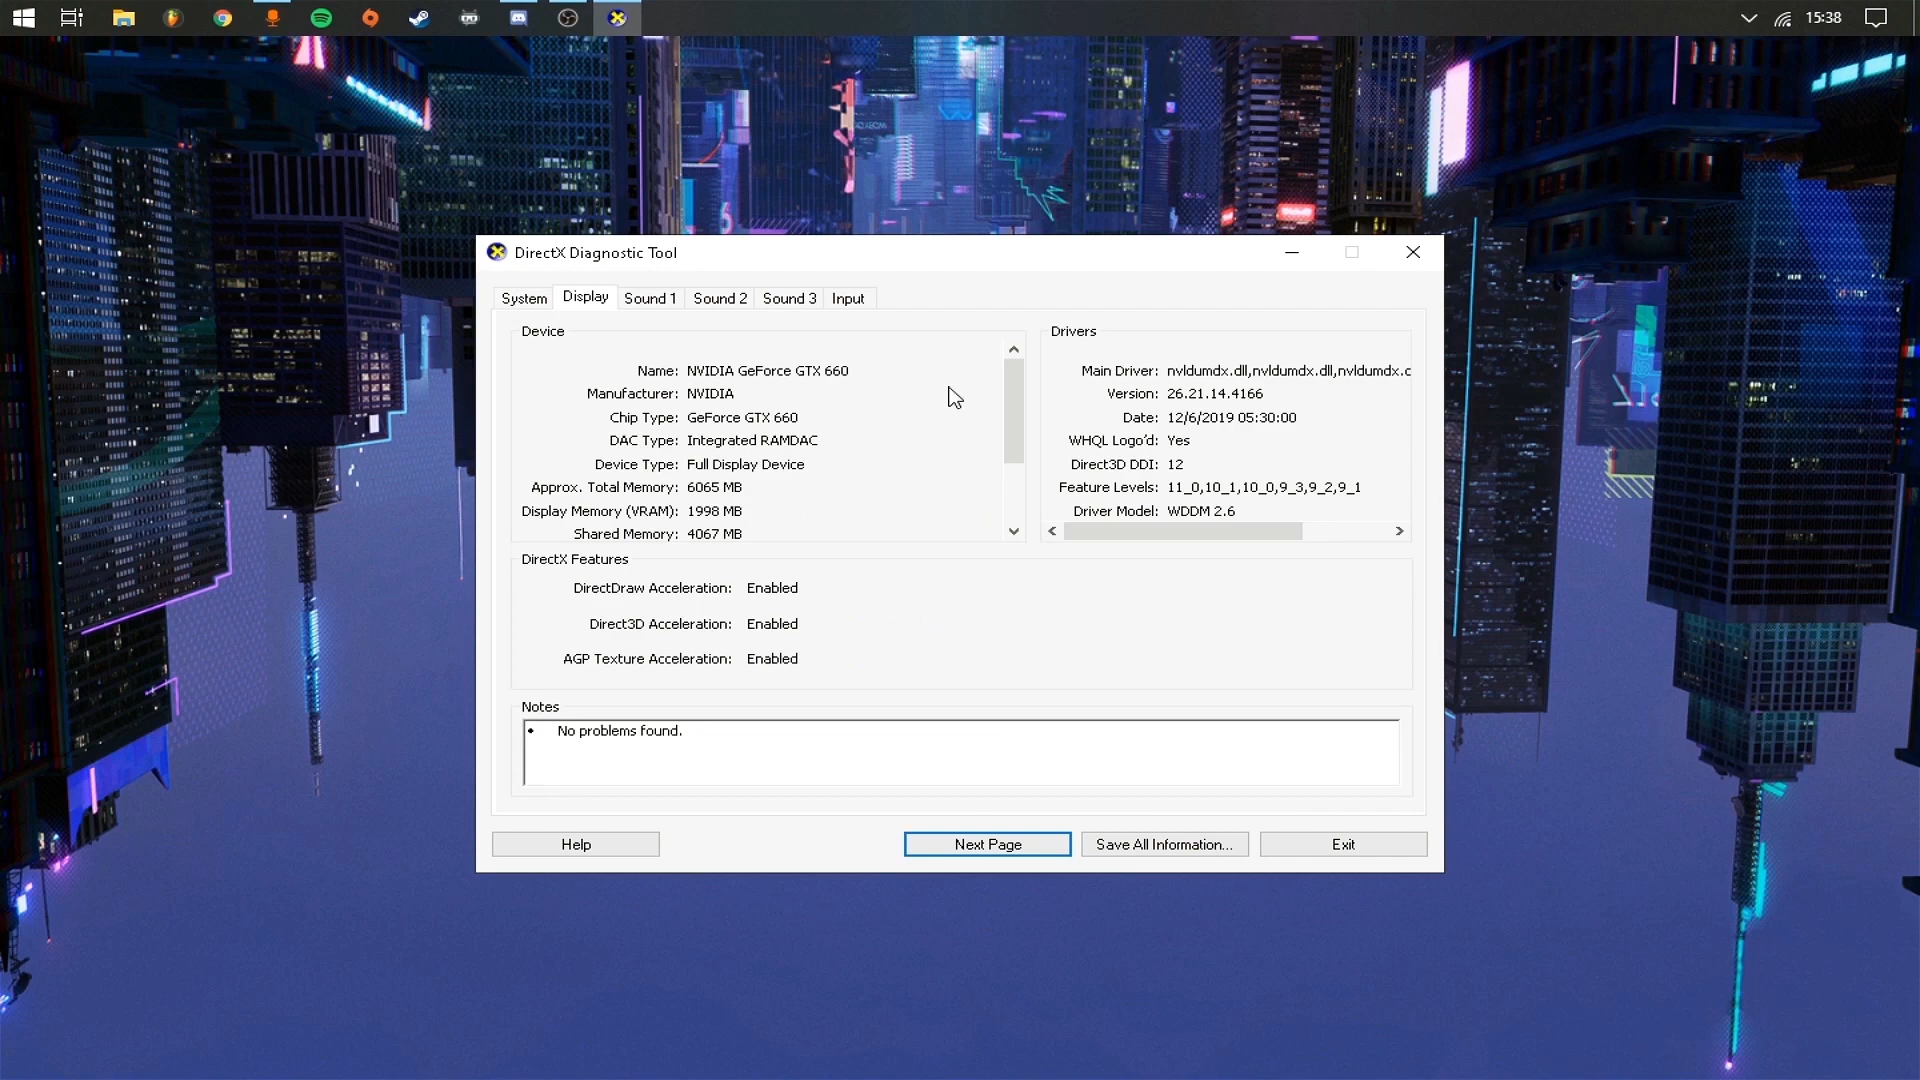 15:38
DirectX Diagnostic Tool
System Display Sound 1 Sound 2 Sound 3 Input
Device
Name: NVIDIA GeForce GTX 660
Manufacturer: NVIDIA
Chip Type: GeForce GTX 660
DAC Type: Integrated RAMDAC
Device Type: Full Display Device
Approx. Total Memory: 6065 MB
Display Memory (VRAM): 1998 MB
Shared Memory: 4067 MB
Drivers
Main Driver: nvldumdx.dll,nvldumdx.dll,nvldumdx.c
Version: 26.21.14.4166
Date: 12/6/2019 05:30:00
WHQL Logo'd: Yes
Direct3D DDI: 12
Feature Levels: 11_0,10_1,10_0,9_3,9_2,9_1
Driver Model: WDDM 2.6
DirectX Features
DirectDraw Acceleration: Enabled
Direct3D Acceleration: Enabled
AGP Texture Acceleration: Enabled
Notes
• No problems found.
Help Next Page Save All Information... Exit